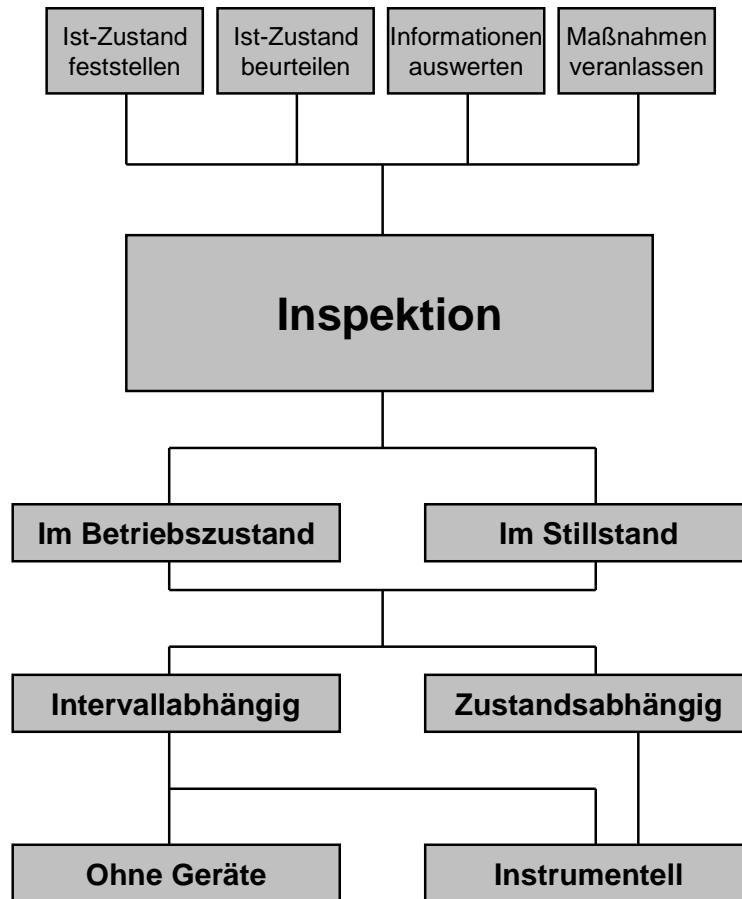 Ist-Zustand
feststellen
Ist-Zustand
beurteilen
Informationen
auswerten
Maßnahmen
veranlassen
Inspektion
Im Betriebszustand
Im Stillstand
Intervallabhängig
Zustandsabhängig
Ohne Geräte
Instrumentell